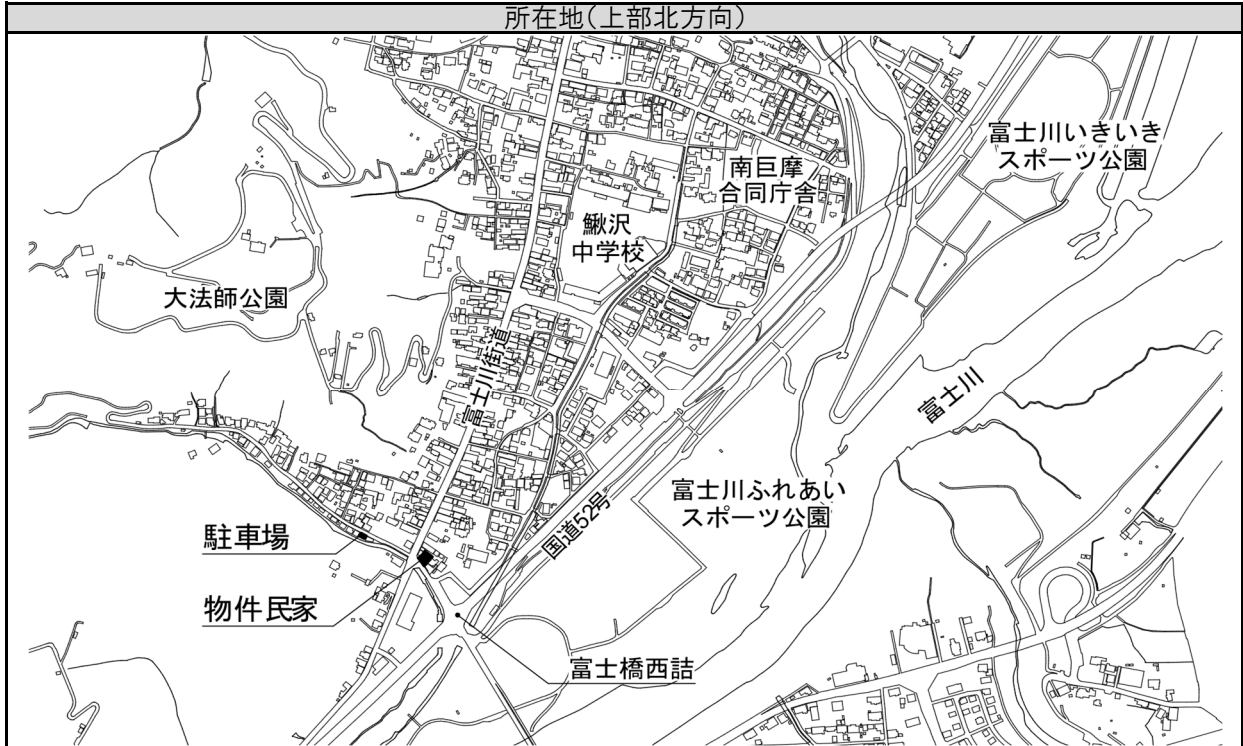 所在地(上部北方向)
富士川いきいき
スポーツ公園
南巨摩
合同庁舎
鰍沢
中学校
大法師公園
富士川街道
富士川
富士川ふれあい
スポーツ公園
国道52号
駐車場
物件民家
富士橋西詰